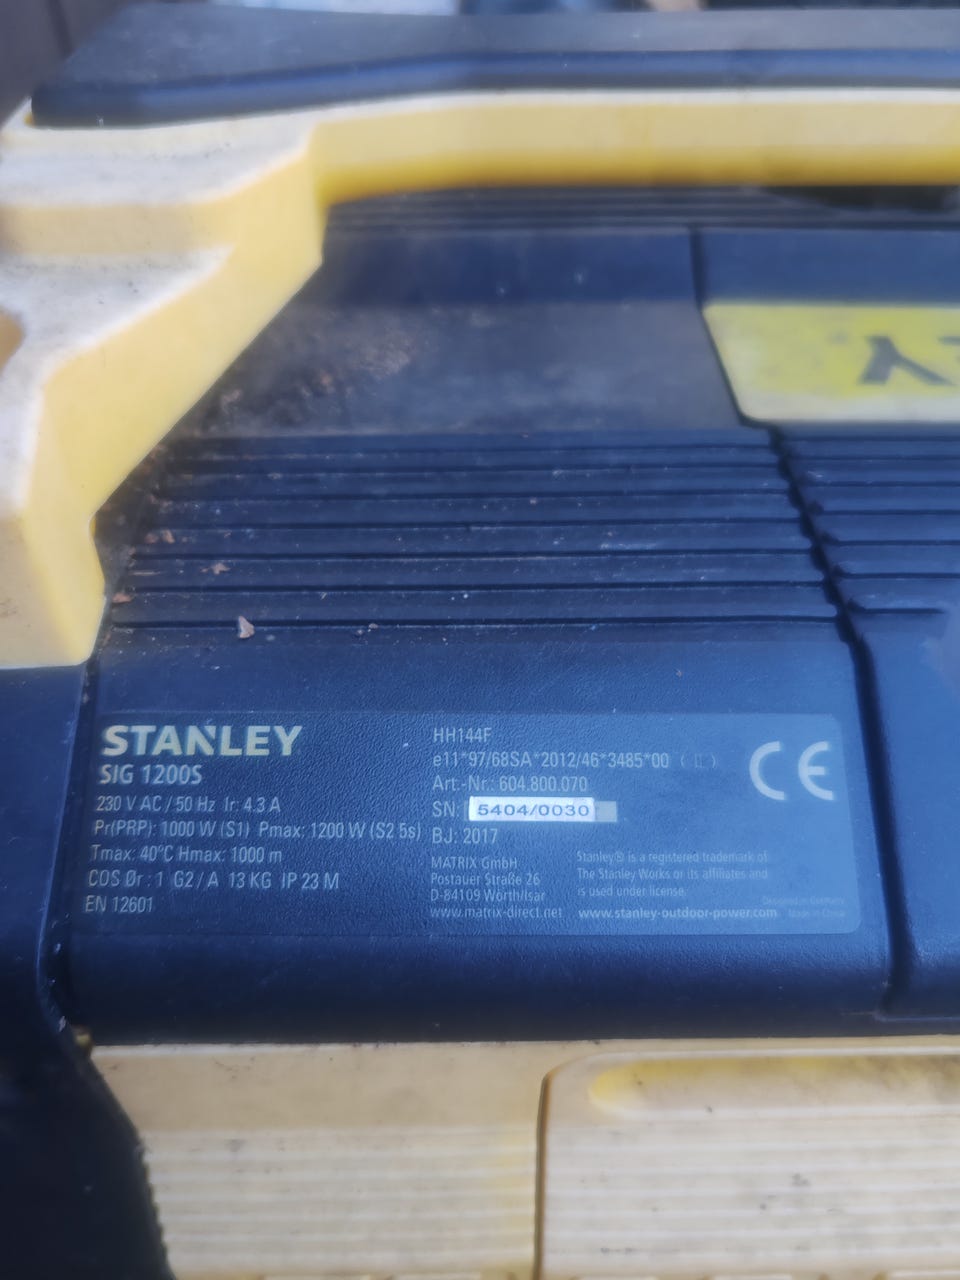 EY
STANLEY
SIG 1200S
230 V AC / 50 Hz Ir: 4.3 A
Pr(PRP): 1000 W (S1) Pmax: 1200 W (S2 5s)
Tmax: 40°C Hmax: 1000 m
COS Ør : 1 G2 / A 13 KG IP 23 M
EN 12601
HH144F
e11*97/68SA*2012/46*3485*00
Art.-Nr.: 604.800.070
SN: 5404/0030
BJ: 2017
MATRIX GmbH
Postauer Straße 26
D-84109 Wörth/Isar
www.matrix-direct.net
Stanley® is a registered trademark of
The Stanley Works or its affiliates and
is used under license.
www.stanley-outdoor-power.com
Designed in Germany
Made in China
CE